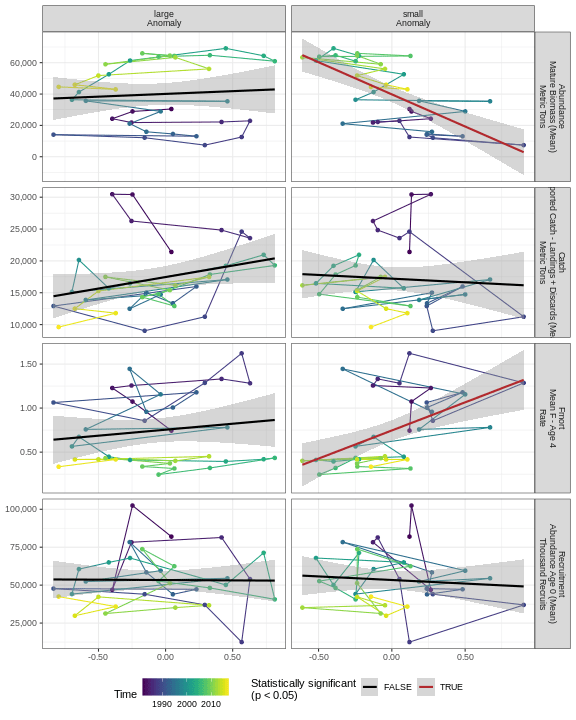 large
Anomaly
small
Anomaly
60,000
40,000
20,000
0
Abundance
Mature Biomass (Mean)
Metric Tons
30,000
25,000
20,000
15,000
10,000
Catch
ported Catch - Landings + Discards (Me
Metric Tons
1.50
1.00
0.50
Fmort
Mean F - Age 4
Rate
100,000
75,000
50,000
25,000
Recruitment
Abundance Age 0 (Mean)
Thousand Recruits
-0.50 0.00 0.50
-0.50 0.00 0.50
Time
1990 2000 2010
Statistically significant
(p < 0.05)
FALSE
TRUE